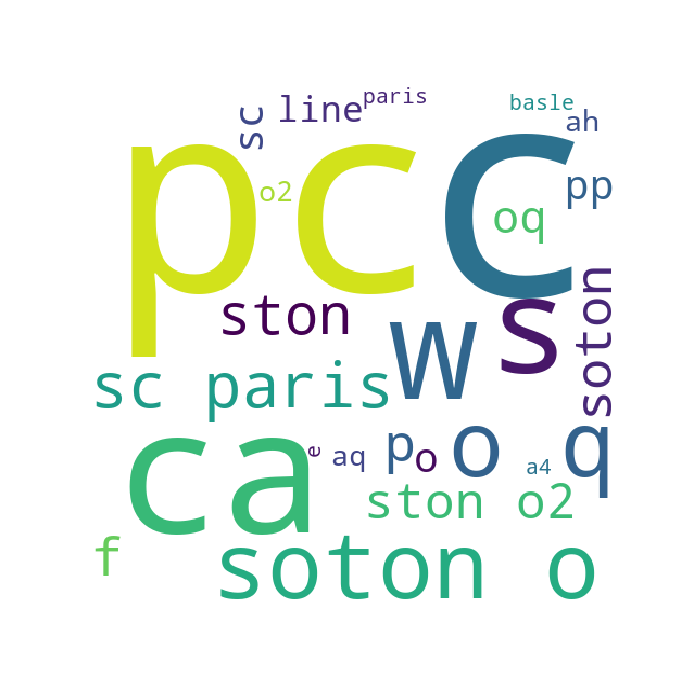 paris
basle
line
sc
ah
pcc
o2
pp
oq
ston
s
w
soton
sc paris
ca
e
aq
p
o
o
a4
q
ston o2
f
soton o